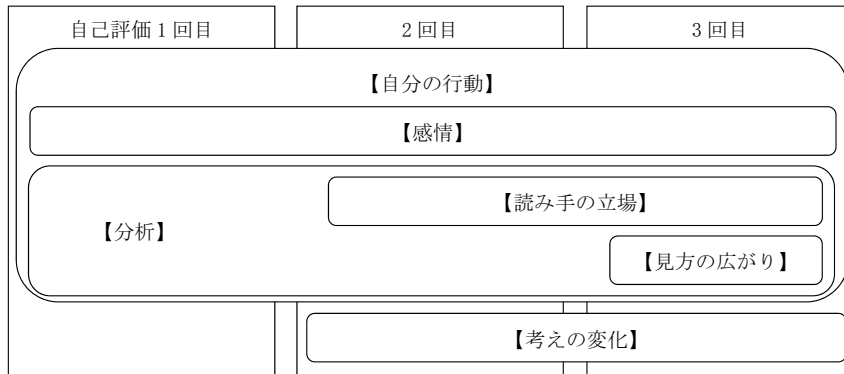 自己評価1回目
2回目
3回目
【自分の行動】
【感情】
【読み手の立場】
【分析】
【見方の広がり】
【考えの変化】